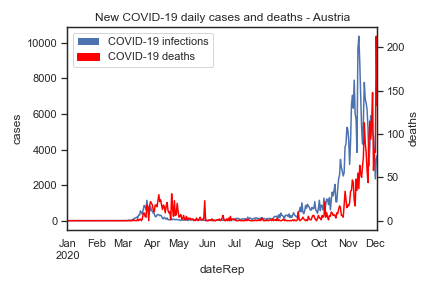 New COVID-19 daily cases and deaths - Austria
COVID-19 infections
COVID-19 deaths
10000
8000
6000
4000
2000
0
cases
200
150
100
50
0
deaths
Jan Feb Mar Apr May Jun Jul Aug Sep Oct Nov Dec
2020
dateRep